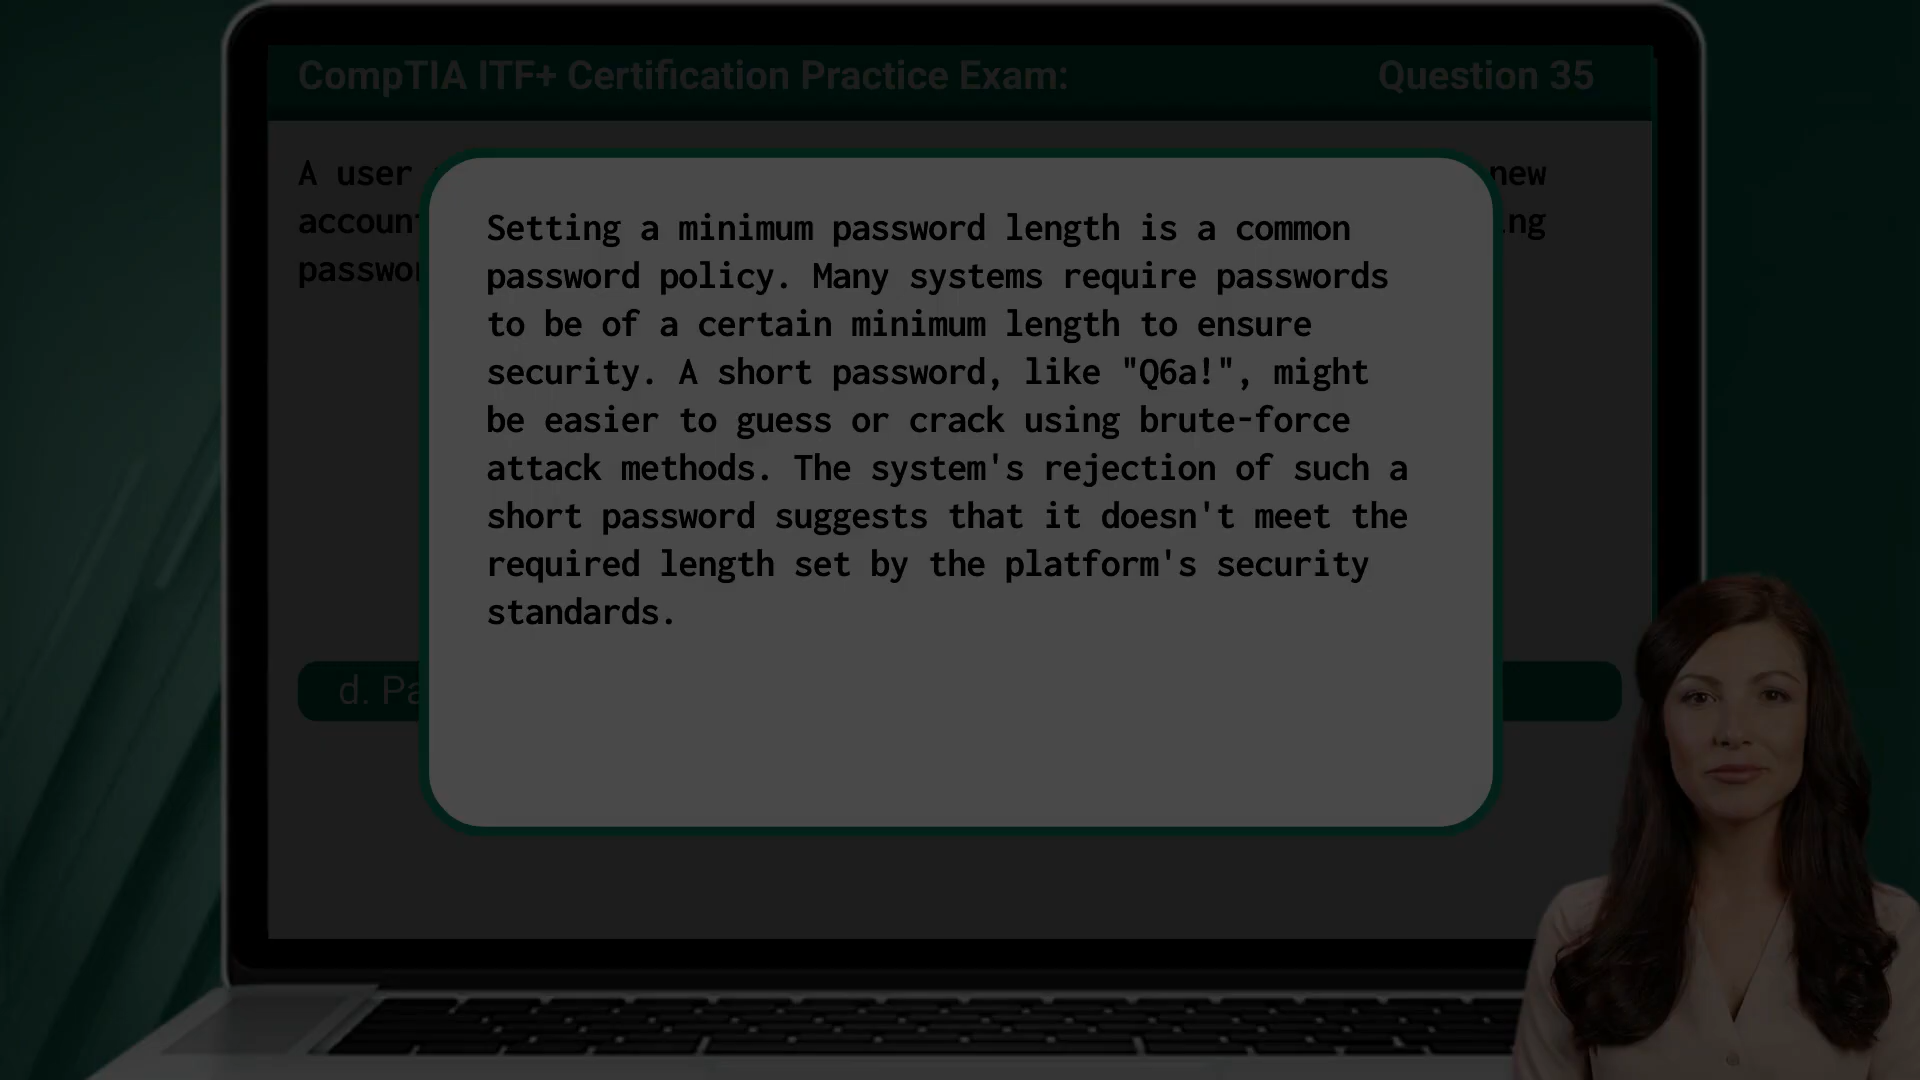 CompTIA ITF+ Certification Practice Exam: Question 35
A user new
account ing
passwor
Setting a minimum password length is a common
password policy. Many systems require passwords
to be of a certain minimum length to ensure
security. A short password, like "Q6a!", might
be easier to guess or crack using brute-force
attack methods. The system's rejection of such a
short password suggests that it doesn't meet the
required length set by the platform's security
standards.
d. Pa